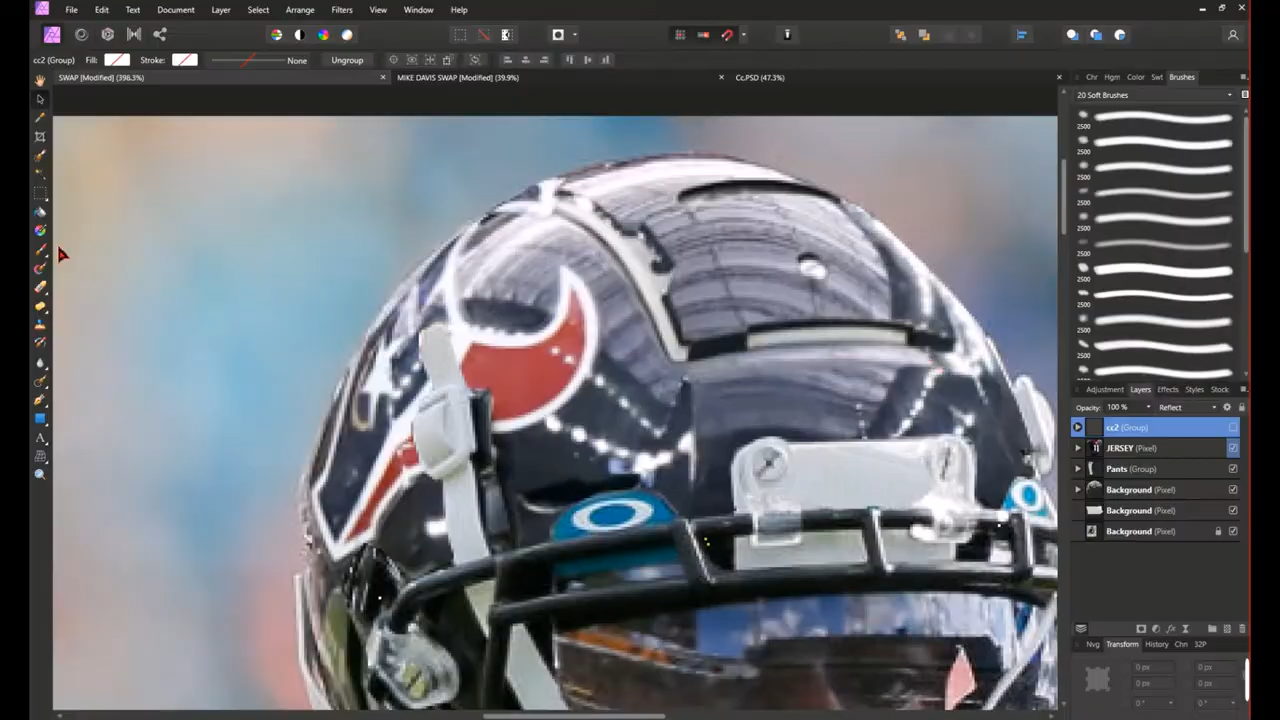 File Edit Text Document Layer Select Arrange Filters View Window Help
cc2 (Group) Fill: Stroke: None Ungroup
SWAP [Modified] (398.3%) MIKE DAVIS SWAP [Modified] (39.9%) Cc.PSD (47.3%)
Chr Hgm Color Swt Brushes
20 Soft Brushes
2500
2500
2500
2500
2500
2500
2500
2500
2500
2500
2500
Adjustment Layers Effects Styles Stock
Opacity: 100 % Reflect
cc2 (Group)
JERSEY (Pixel)
Pants (Group)
Background (Pixel)
Background (Pixel)
Background (Pixel)
Nvg Transform History Chn 32P
0 px 0 px
0 px 0 px
0 ° 0 °